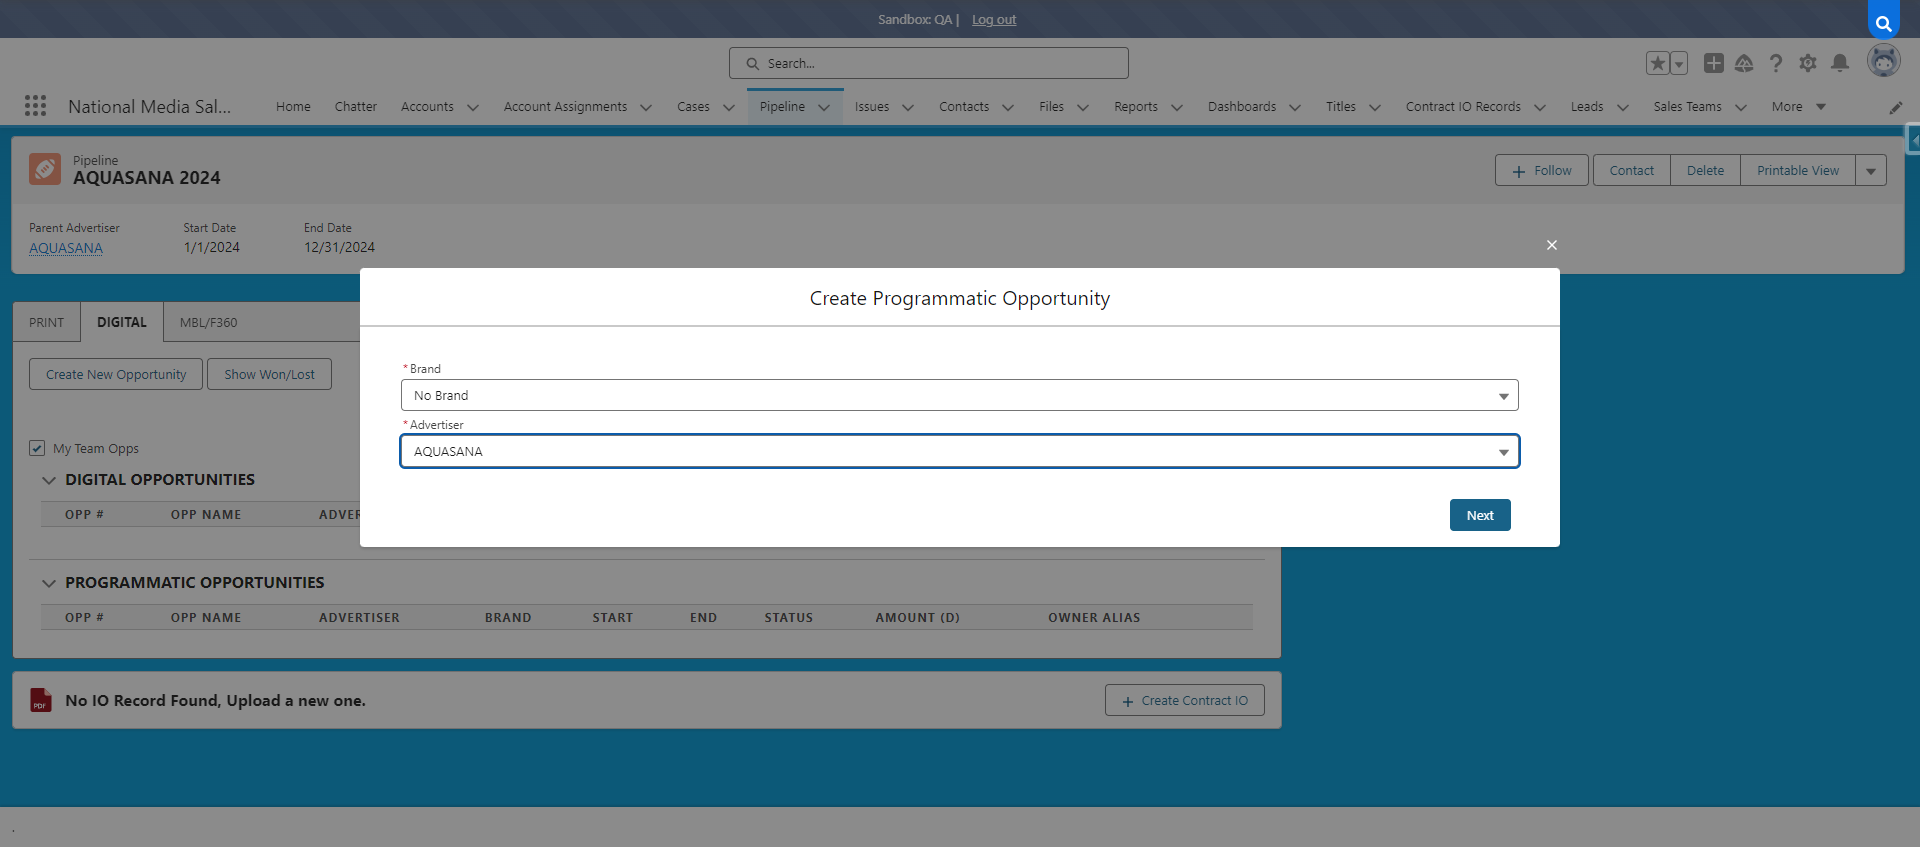 Sandbox: QA | Log out
Search...
National Media Sal...
Home Chatter Accounts Account Assignments Cases Pipeline Issues Contacts Files Reports Dashboards Titles Contract IO Records Leads Sales Teams More
Pipeline
AQUASANA 2024
Follow Contact Delete Printable View
Parent Advertiser Start Date End Date
AQUASANA 1/1/2024 12/31/2024
Create Programmatic Opportunity
PRINT DIGITAL MBL/F360
*Brand
Create New Opportunity Show Won/Lost
No Brand
*Advertiser
My Team Opps
AQUASANA
DIGITAL OPPORTUNITIES
OPP # OPP NAME ADVER
Next
PROGRAMMATIC OPPORTUNITIES
OPP # OPP NAME ADVERTISER BRAND START END STATUS AMOUNT (D) OWNER ALIAS
PDF No IO Record Found, Upload a new one. Create Contract IO
.